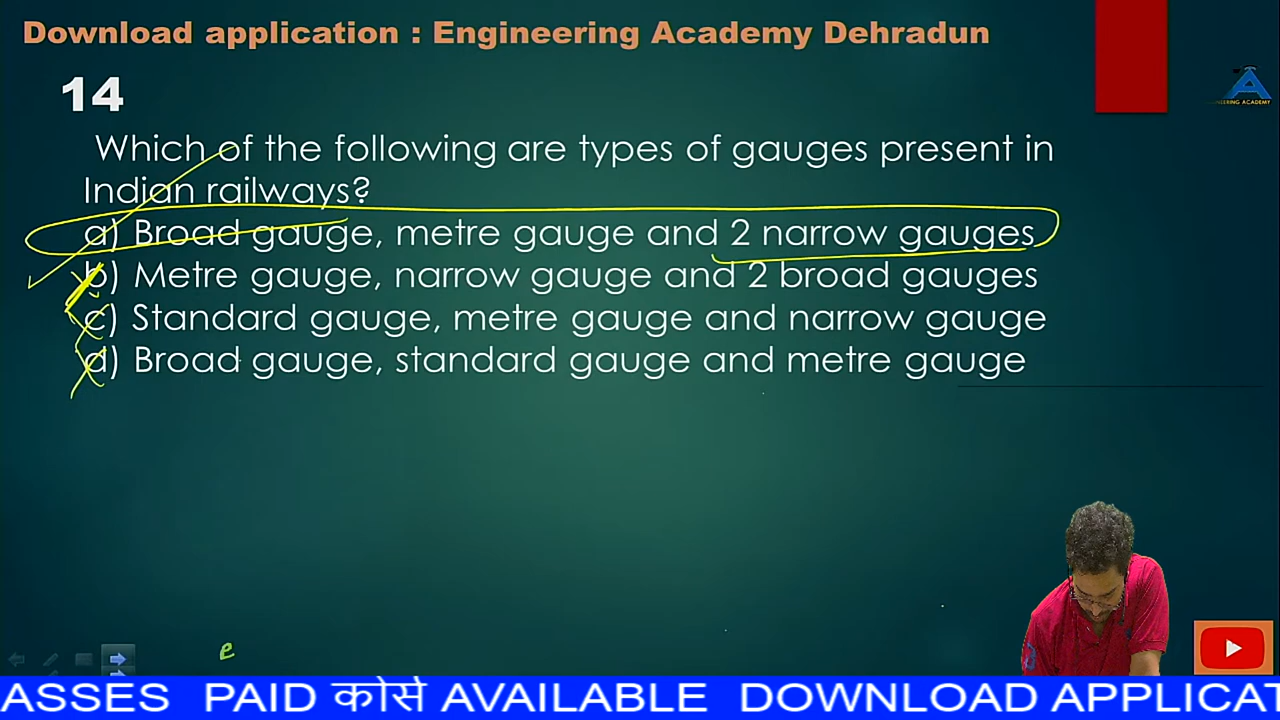 Download application : Engineering Academy Dehradun
14
Which of the following are types of gauges present in
Indian railways?
a) Broad gauge, metre gauge and 2 narrow gauges
b) Metre gauge, narrow gauge and 2 broad gauges
c) Standard gauge, metre gauge and narrow gauge
d) Broad gauge, standard gauge and metre gauge
e
ASSES PAID कोर्स AVAILABLE DOWNLOAD APPLICAT